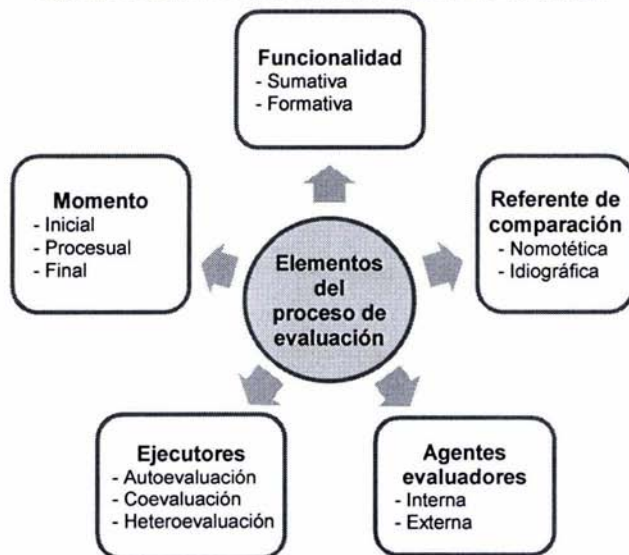 Funcionalidad
- Sumativa
- Formativa
Momento
- Inicial
- Procesual
- Final
Referente de
comparación
- Nomotética
- Idiográfica
Elementos
del
proceso de
evaluación
Ejecutores
- Autoevaluación
- Coevaluación
- Heteroevaluación
Agentes
evaluadores
- Interna
- Externa